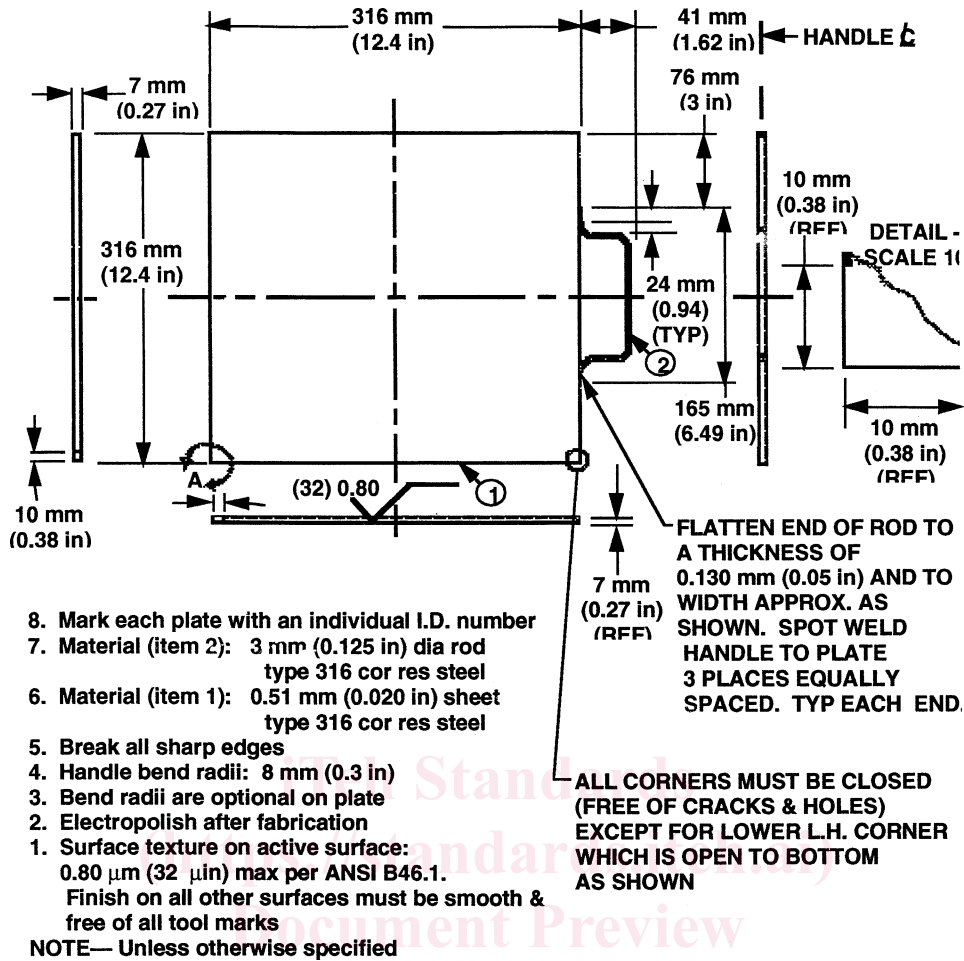 316 mm
(12.4 in)
41 mm
(1.62 in)
HANDLE ℄
7 mm
(0.27 in)
76 mm
(3 in)
10 mm
(0.38 in)
(REF)
DETAIL -
SCALE 10
316 mm
(12.4 in)
24 mm
(0.94)
(TYP)
2
165 mm
(6.49 in)
10 mm
(0.38 in)
(REF)
A
(32) 0.80
1
10 mm
(0.38 in)
7 mm
(0.27 in)
(REF)
FLATTEN END OF ROD TO
A THICKNESS OF
0.130 mm (0.05 in) AND TO
WIDTH APPROX. AS
SHOWN. SPOT WELD
HANDLE TO PLATE
3 PLACES EQUALLY
SPACED. TYP EACH END.
8. Mark each plate with an individual I.D. number
7. Material (item 2): 3 mm (0.125 in) dia rod
type 316 cor res steel
6. Material (item 1): 0.51 mm (0.020 in) sheet
type 316 cor res steel
5. Break all sharp edges
4. Handle bend radii: 8 mm (0.3 in)
3. Bend radii are optional on plate
2. Electropolish after fabrication
1. Surface texture on active surface:
0.80 μm (32 μin) max per ANSI B46.1.
Finish on all other surfaces must be smooth &
free of all tool marks
NOTE— Unless otherwise specified
ALL CORNERS MUST BE CLOSED
(FREE OF CRACKS & HOLES)
EXCEPT FOR LOWER L.H. CORNER
WHICH IS OPEN TO BOTTOM
AS SHOWN
iTeh Standards
(https://standards.iteh.ai)
Document Preview